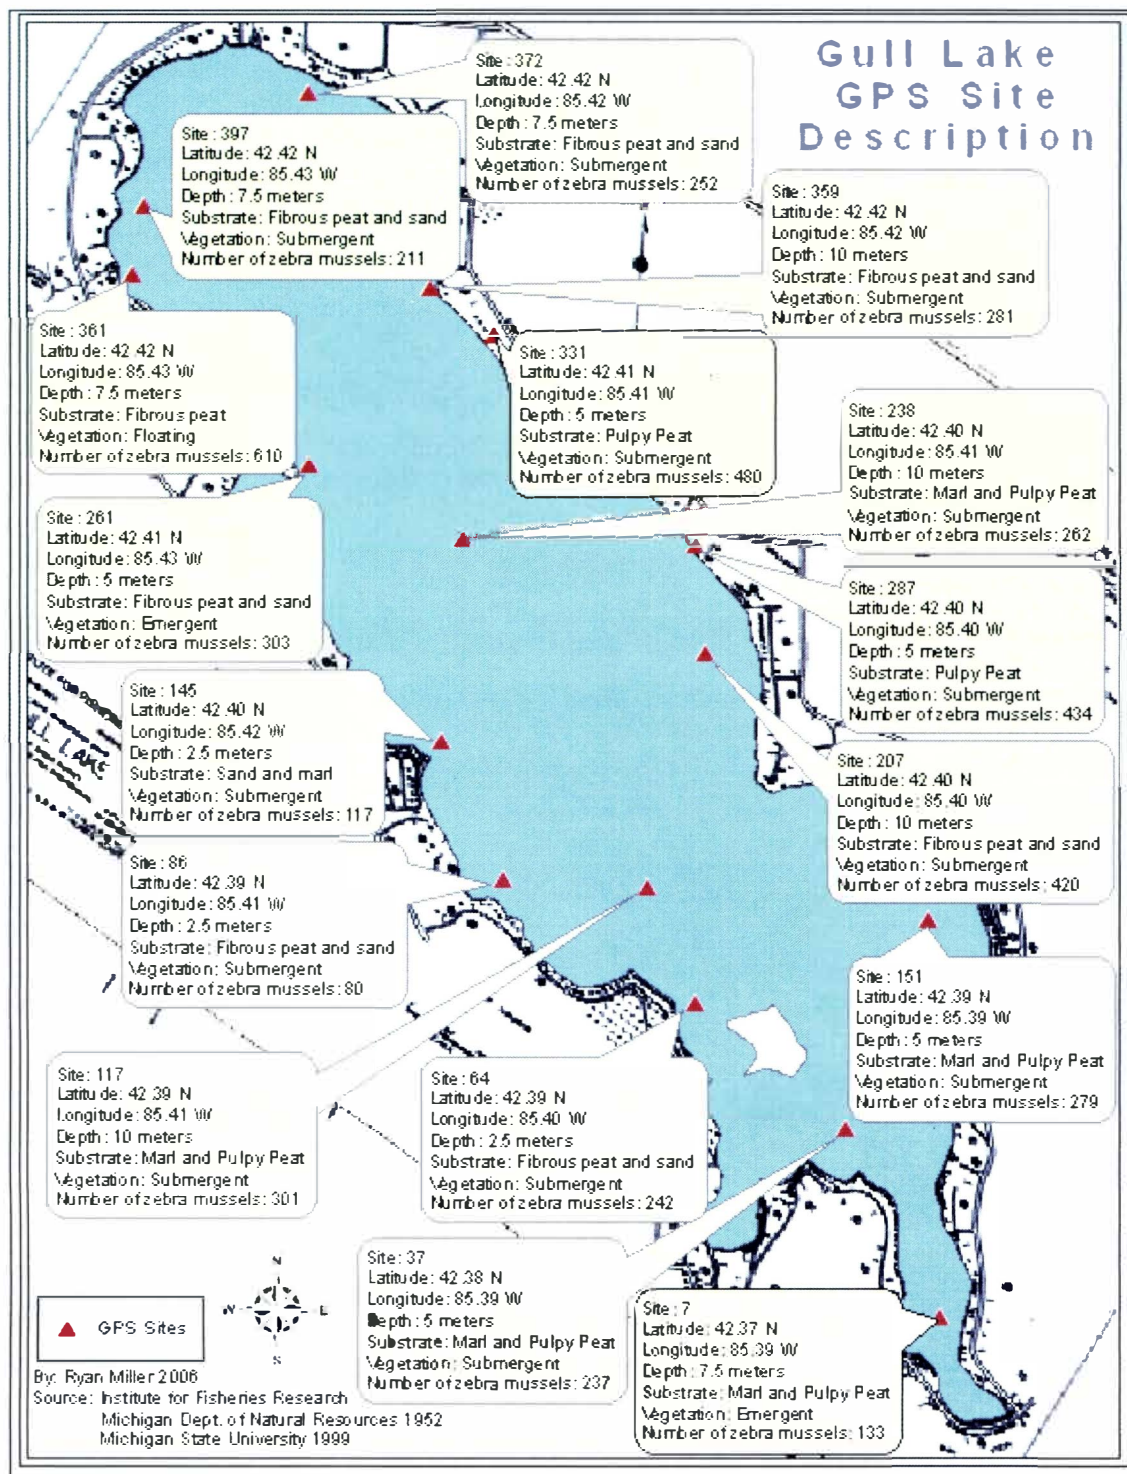 Gull Lake
GPS Site
Description
Site: 372
Latitude: 42.42 N
Longitude: 85.42 W
Depth: 7.5 meters
Substrate: Fibrous peat and sand
Vegetation: Submergent
Number of zebra mussels: 252
Site: 397
Latitude: 42.42 N
Longitude: 85.43 W
Depth: 7.5 meters
Substrate: Fibrous peat and sand
Vegetation: Submergent
Number of zebra mussels: 211
Site: 359
Latitude: 42.42 N
Longitude: 85.42 W
Depth: 10 meters
Substrate: Fibrous peat and sand
Vegetation: Submergent
Number of zebra mussels: 281
Site: 361
Latitude: 42.42 N
Longitude: 85.43 W
Depth: 7.5 meters
Substrate: Fibrous peat
Vegetation: Floating
Number of zebra mussels: 610
Site: 331
Latitude: 42.41 N
Longitude: 85.41 W
Depth: 5 meters
Substrate: Pulpy Peat
Vegetation: Submergent
Number of zebra mussels: 480
Site: 238
Latitude: 42.40 N
Longitude: 85.41 W
Depth: 10 meters
Substrate: Marl and Pulpy Peat
Vegetation: Submergent
Number of zebra mussels: 262
Site: 261
Latitude: 42.41 N
Longitude: 85.43 W
Depth: 5 meters
Substrate: Fibrous peat and sand
Vegetation: Emergent
Number of zebra mussels: 303
Site: 287
Latitude: 42.40 N
Longitude: 85.40 W
Depth: 5 meters
Substrate: Pulpy Peat
Vegetation: Submergent
Number of zebra mussels: 434
Site: 145
Latitude: 42.40 N
Longitude: 85.42 W
Depth: 2.5 meters
Substrate: Sand and marl
Vegetation: Submergent
Number of zebra mussels: 117
LAKE
Site: 207
Latitude: 42.40 N
Longitude: 85.40 W
Depth: 10 meters
Substrate: Fibrous peat and sand
Vegetation: Submergent
Number of zebra mussels: 420
Site: 86
Latitude: 42.39 N
Longitude: 85.41 W
Depth: 2.5 meters
Substrate: Fibrous peat and sand
Vegetation: Submergent
Number of zebra mussels: 80
Site: 151
Latitude: 42.39 N
Longitude: 85.39 W
Depth: 5 meters
Substrate: Marl and Pulpy Peat
Vegetation: Submergent
Number of zebra mussels: 279
Site: 117
Latitude: 42.39 N
Longitude: 85.41 W
Depth: 10 meters
Substrate: Marl and Pulpy Peat
Vegetation: Submergent
Number of zebra mussels: 301
Site: 64
Latitude: 42.39 N
Longitude: 85.40 W
Depth: 2.5 meters
Substrate: Fibrous peat and sand
Vegetation: Submergent
Number of zebra mussels: 242
Site: 37
Latitude: 42.38 N
Longitude: 85.39 W
Depth: 5 meters
Substrate: Marl and Pulpy Peat
Vegetation: Submergent
Number of zebra mussels: 237
Site: 7
Latitude: 42.37 N
Longitude: 85.39 W
Depth: 7.5 meters
Substrate: Marl and Pulpy Peat
Vegetation: Emergent
Number of zebra mussels: 133
N
W E
S
GPS Sites
By: Ryan Miller 2006
Source: Institute for Fisheries Research
Michigan Dept. of Natural Resources 1952
Michigan State University 1999